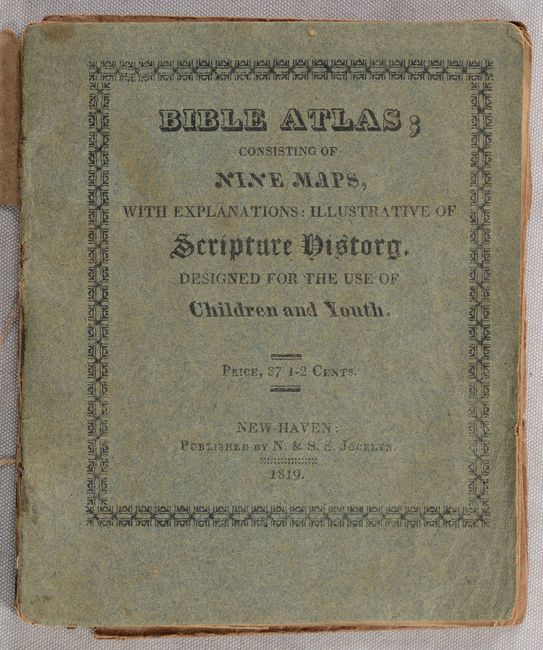 BIBLE ATLAS;
CONSISTING OF
NINE MAPS,
WITH EXPLANATIONS: ILLUSTRATIVE OF
Scripture History.
DESIGNED FOR THE USE OF
Children and Youth.
PRICE, 37 1-2 CENTS.
NEW-HAVEN:
PUBLISHED BY N. & S. S. JOCELYN.
1819.